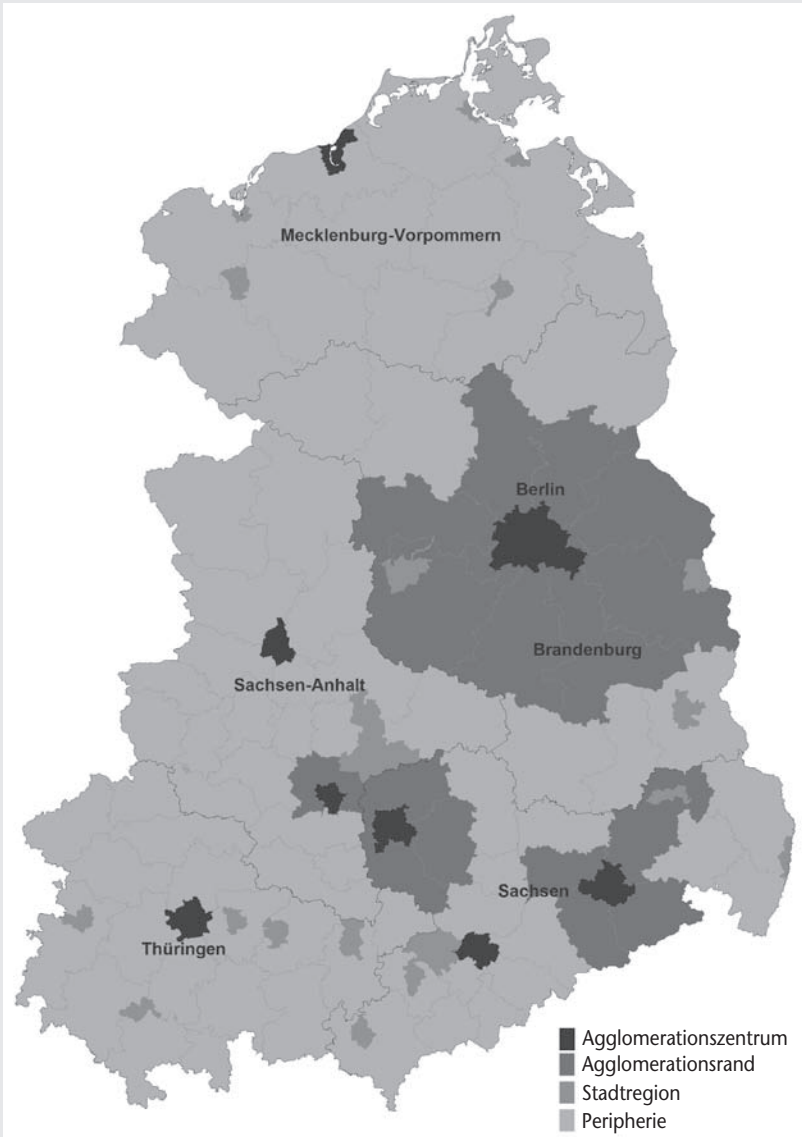 Mecklenburg-Vorpommern
Berlin
Brandenburg
Sachsen-Anhalt
Sachsen
Thüringen
Agglomerationszentrum
Agglomerationsrand
Stadtregion
Peripherie